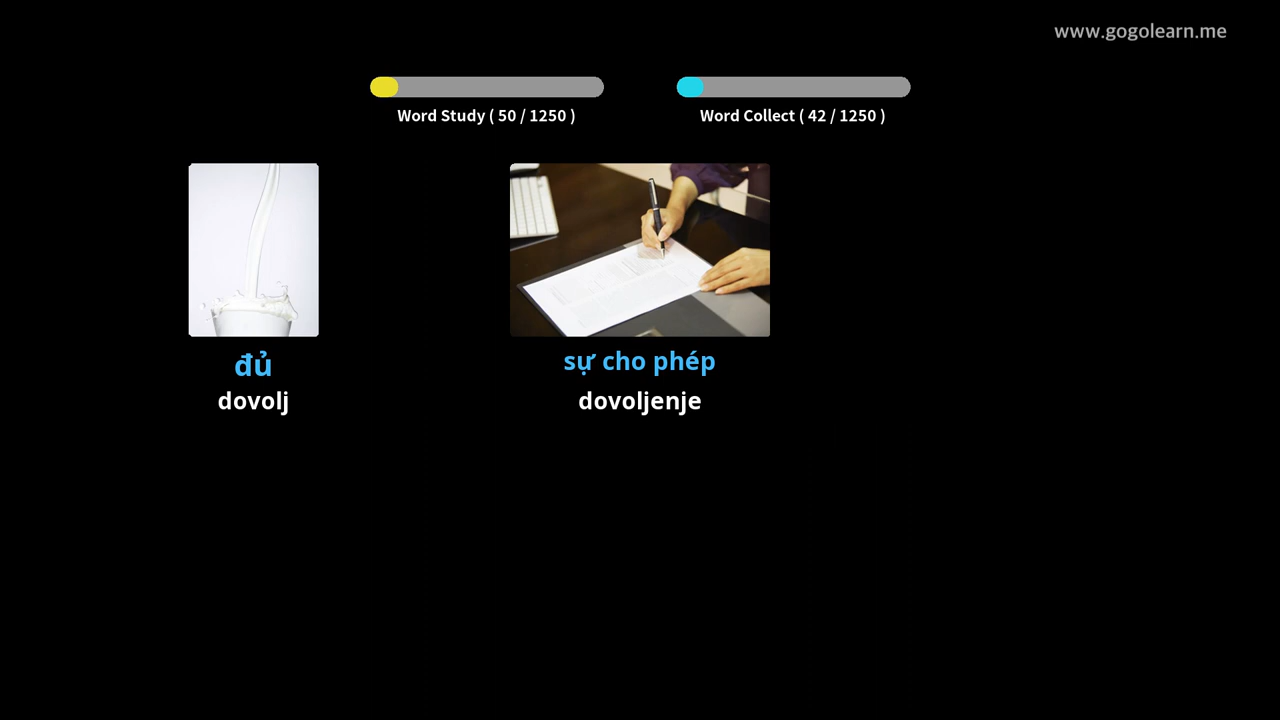 www.gogolearn.me
Word Study ( 50 / 1250 )
Word Collect ( 42 / 1250 )
đủ
dovolj
sự cho phép
dovoljenje